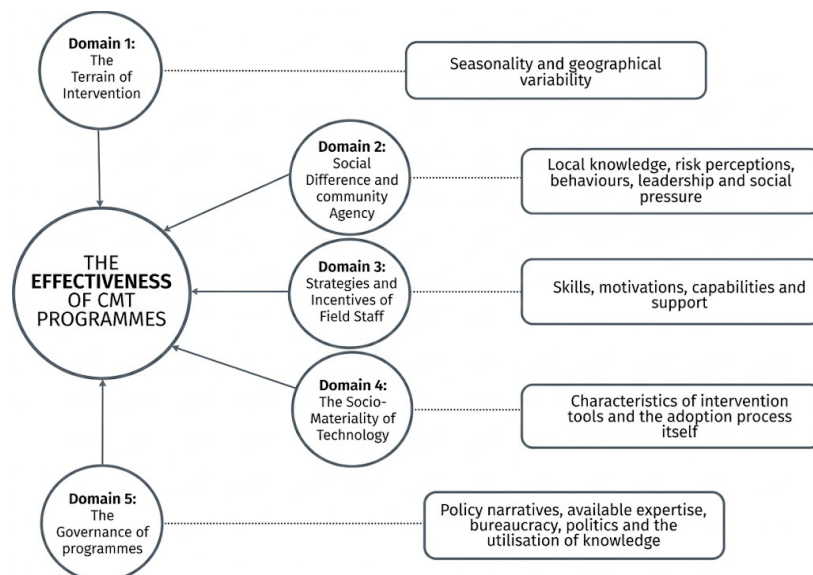 Domain 1:
The
Terrain of
Intervention
Seasonality and geographical
variability
Domain 2:
Social
Difference and
community
Agency
Local knowledge, risk perceptions,
behaviours, leadership and social
pressure
THE
EFFECTIVENESS
OF CMT
PROGRAMMES
Domain 3:
Strategies and
Incentives of
Field Staff
Skills, motivations, capabilities and
support
Domain 4:
The Socio-
Materiality of
Technology
Characteristics of intervention
tools and the adoption process
itself
Domain 5:
The
Governance of
programmes
Policy narratives, available expertise,
bureaucracy, politics and the
utilisation of knowledge